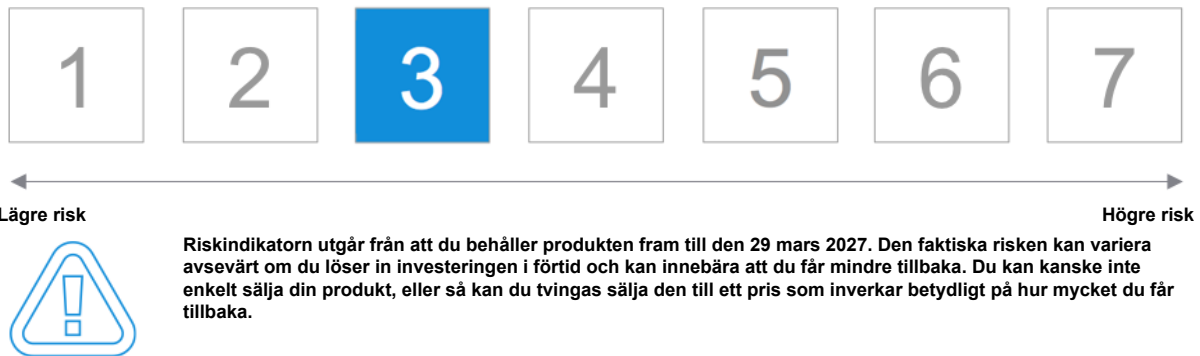 1 2 3 4 5 6 7
Lägre risk Högre risk
Riskindikatorn utgår från att du behåller produkten fram till den 29 mars 2027. Den faktiska risken kan variera
avsevärt om du löser in investeringen i förtid och kan innebära att du får mindre tillbaka. Du kan kanske inte
enkelt sälja din produkt, eller så kan du tvingas sälja den till ett pris som inverkar betydligt på hur mycket du får
tillbaka.